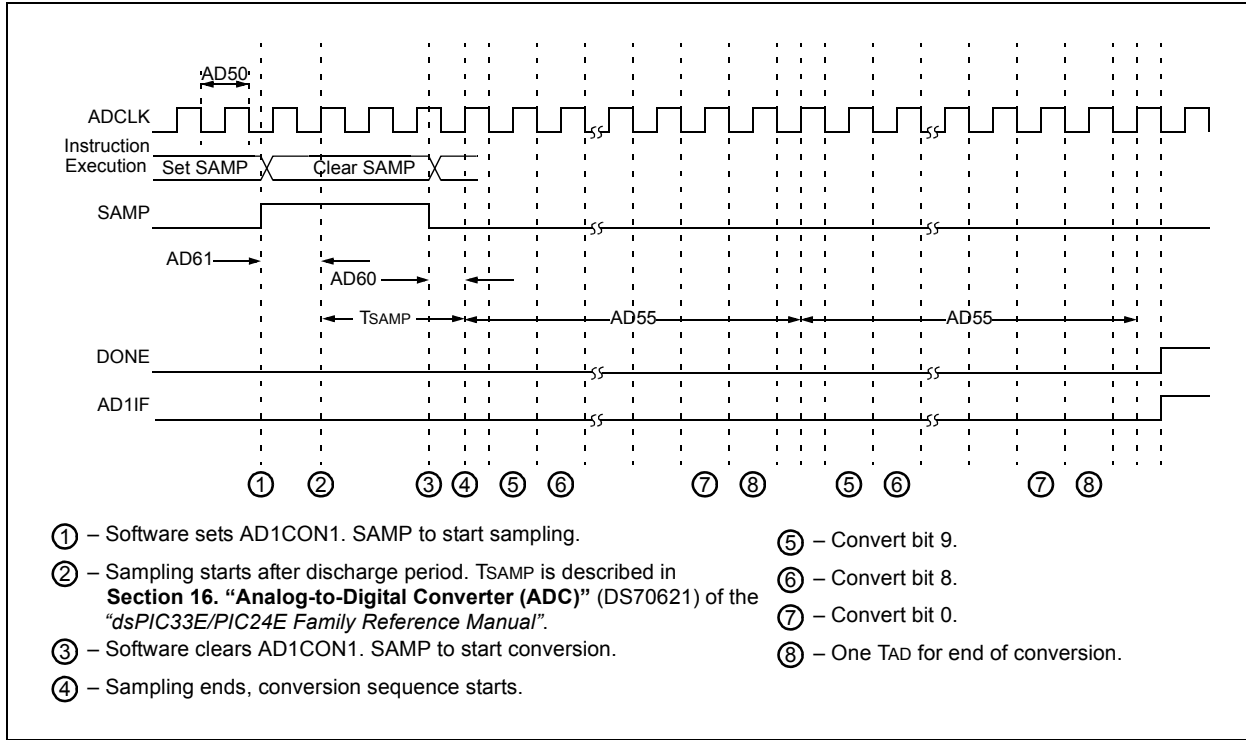 AD50
ADCLK
Instruction
Execution
Set SAMP
Clear SAMP
SAMP
AD61
AD60
TSAMP
AD55
AD55
DONE
AD1IF
1 2 3 4 5 6 7 8 5 6 7 8
1 – Software sets AD1CON1. SAMP to start sampling.
2 – Sampling starts after discharge period. TSAMP is described in
Section 16. “Analog-to-Digital Converter (ADC)” (DS70621) of the
“dsPIC33E/PIC24E Family Reference Manual”.
3 – Software clears AD1CON1. SAMP to start conversion.
4 – Sampling ends, conversion sequence starts.
5 – Convert bit 9.
6 – Convert bit 8.
7 – Convert bit 0.
8 – One TAD for end of conversion.